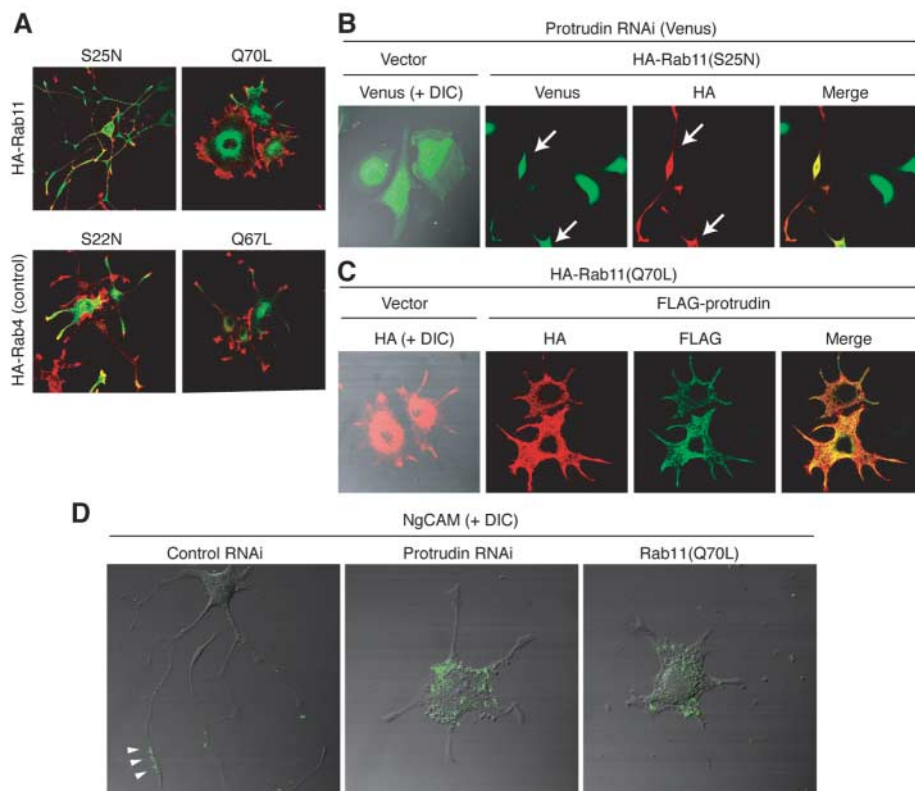 A
S25N Q70L
HA-Rab11
S22N Q67L
HA-Rab4 (control)
B
Protrudin RNAi (Venus)
Vector HA-Rab11(S25N)
Venus (+ DIC) Venus HA Merge
C
HA-Rab11(Q70L)
Vector FLAG-protrudin
HA (+ DIC) HA FLAG Merge
D
NgCAM (+ DIC)
Control RNAi Protrudin RNAi Rab11(Q70L)